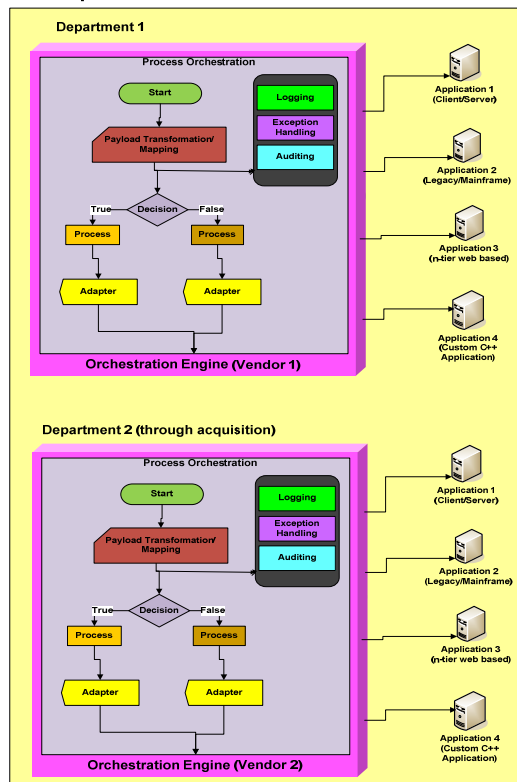 Department 1
Process Orchestration
Start
Payload Transformation/
Mapping
Logging
Exception
Handling
Auditing
True
Decision
False
Process
Process
Adapter
Adapter
Orchestration Engine (Vendor 1)
Application 1
(Client/Server)
Application 2
(Legacy/Mainframe)
Application 3
(n-tier web based)
Application 4
(Custom C++
Application)
Department 2 (through acquisition)
Process Orchestration
Start
Payload Transformation/
Mapping
Logging
Exception
Handling
Auditing
True
Decision
False
Process
Process
Adapter
Adapter
Orchestration Engine (Vendor 2)
Application 1
(Client/Server)
Application 2
(Legacy/Mainframe)
Application 3
(n-tier web based)
Application 4
(Custom C++
Application)